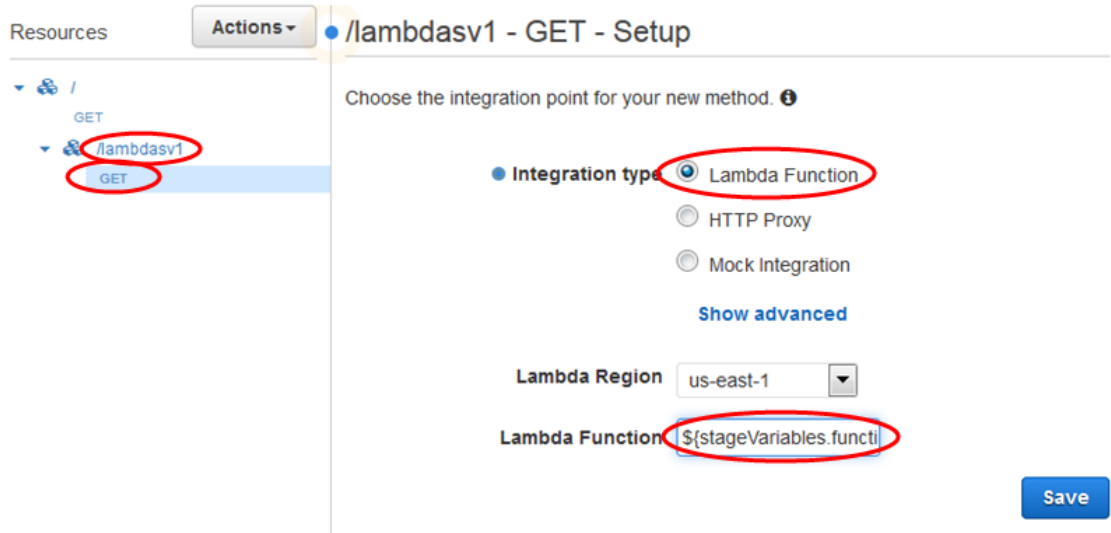 Resources
Actions
/lambdasv1 - GET - Setup
/
GET
/lambdasv1
GET
Choose the integration point for your new method.
Integration type
Lambda Function
HTTP Proxy
Mock Integration
Show advanced
Lambda Region us-east-1
Lambda Function ${stageVariables.functi
Save